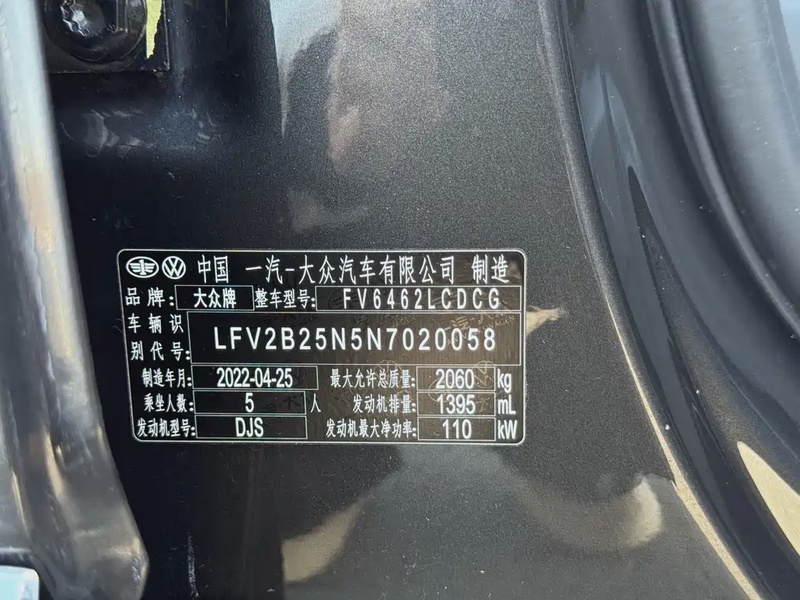 中国 一汽-大众汽车有限公司 制造
品牌: 大众牌 整车型号: FV6462LCDCG
车辆识别代号: LFV2B25N5N7020058
制造年月: 2022-04-25 最大允许总质量: 2060 kg
乘坐人数: 5 人 发动机排量: 1395 mL
发动机型号: DJS 发动机最大净功率: 110 kW